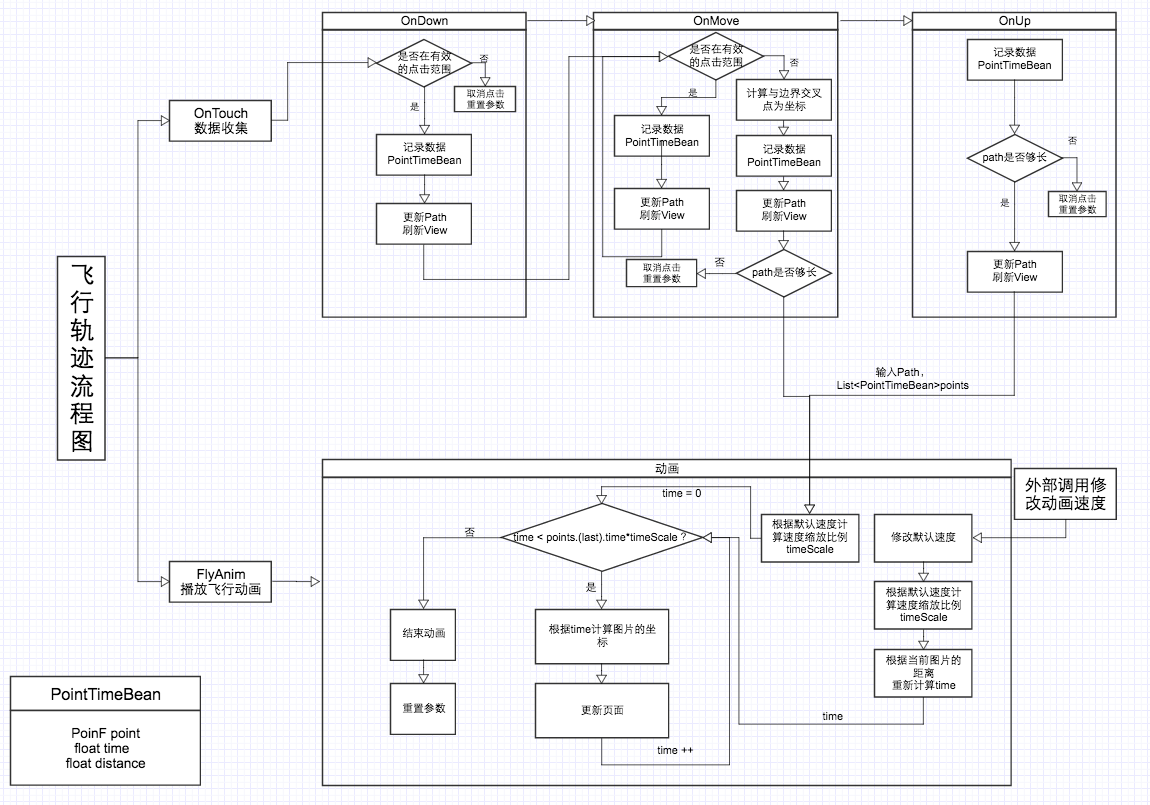 飞
行
轨
迹
流
程
图
OnTouch
数据收集
OnDown
是否在有效
的点击范围
否
取消点击
重置参数
是
记录数据
PointTimeBean
更新Path
刷新View
OnMove
是否在有效
的点击范围
是
记录数据
PointTimeBean
更新Path
刷新View
否
计算与边界交叉
点为坐标
记录数据
PointTimeBean
更新Path
刷新View
path是否够长
否
取消点击
重置参数
OnUp
记录数据
PointTimeBean
path是否够长
否
取消点击
重置参数
是
更新Path
刷新View
输入Path，
List<PointTimeBean>points
FlyAnim
播放飞行动画
动画
time = 0
time < points.(last).time*timeScale ?
否
结束动画
重置参数
是
根据time计算图片的坐
标
更新页面
time ++
根据默认速度计
算速度缩放比例
timeScale
外部调用修
改动画速度
修改默认速度
根据默认速度计
算速度缩放比例
timeScale
根据当前图片的
距离
重新计算time
time
PointTimeBean
PoinF point
float time
float distance